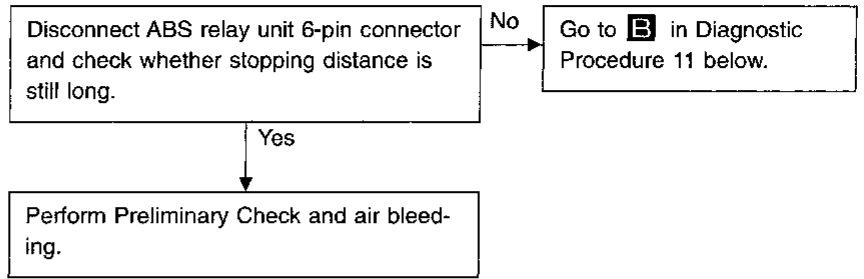 Disconnect ABS relay unit 6-pin connector
and check whether stopping distance is
still long.
No
Go to B in Diagnostic
Procedure 11 below.
Yes
Perform Preliminary Check and air bleed-
ing.